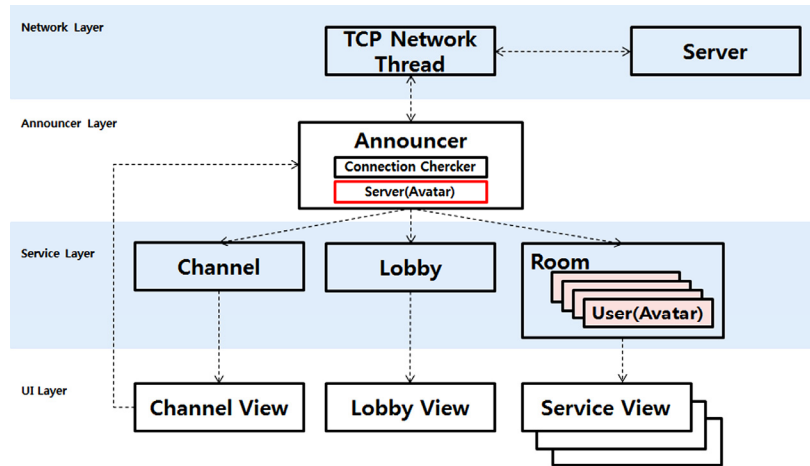 Network Layer
TCP Network
Thread
Server
Announcer Layer
Announcer
Connection Chercker
Server(Avatar)
Service Layer
Channel
Lobby
Room
User(Avatar)
UI Layer
Channel View
Lobby View
Service View